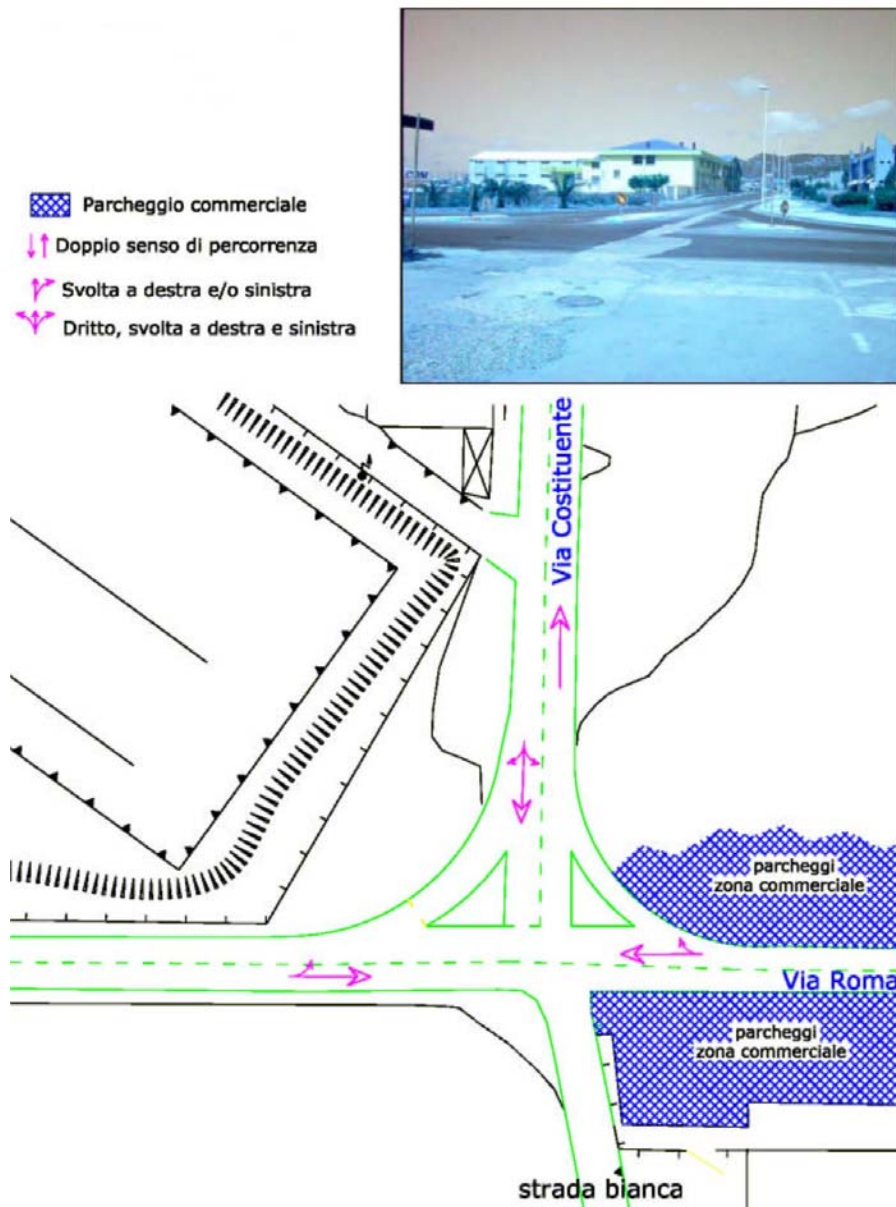 Parcheggio commerciale
Doppio senso di percorrenza
Svolta a destra e/o sinistra
Dritto, svolta a destra e sinistra
Via Costituente
parcheggi
zona commerciale
Via Roma
parcheggi
zona commerciale
strada bianca